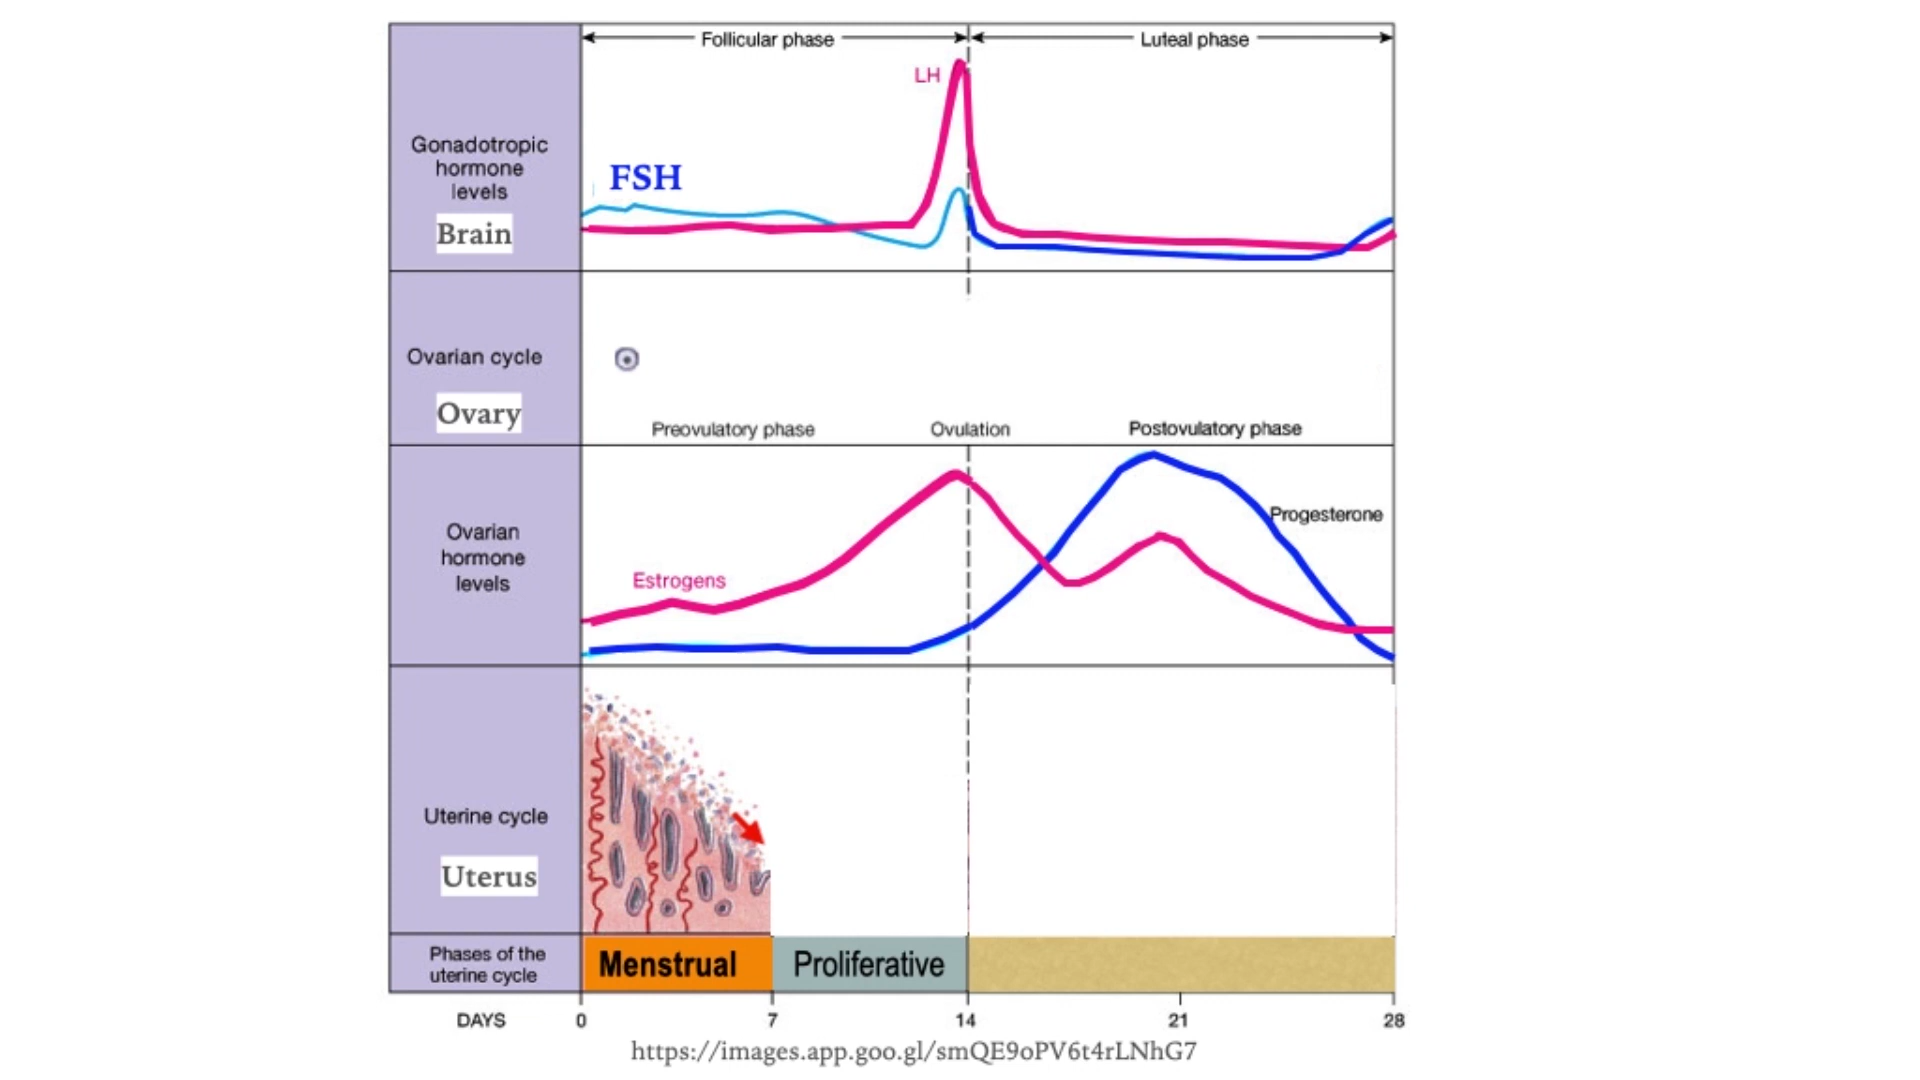 Follicular phase
Luteal phase
LH
Gonadotropic
hormone
levels
FSH
Brain
Ovarian cycle
Ovary
Preovulatory phase
Ovulation
Postovulatory phase
Ovarian
hormone
levels
Estrogens
Progesterone
Uterine cycle
Uterus
Phases of the
uterine cycle
Menstrual
Proliferative
DAYS 0 7 14 21 28
https://images.app.goo.gl/smQE9oPV6t4rLNhG7